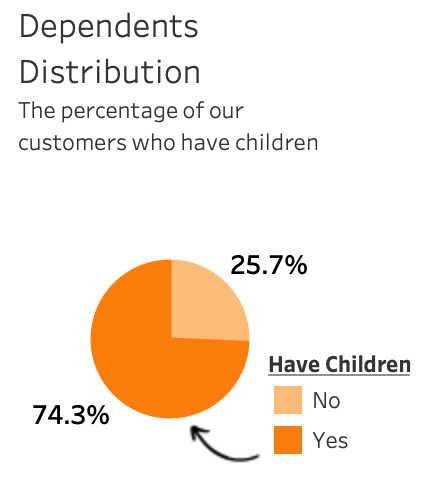 Dependents
Distribution
The percentage of our
customers who have children
25.7%
Have Children
No
74.3%
Yes